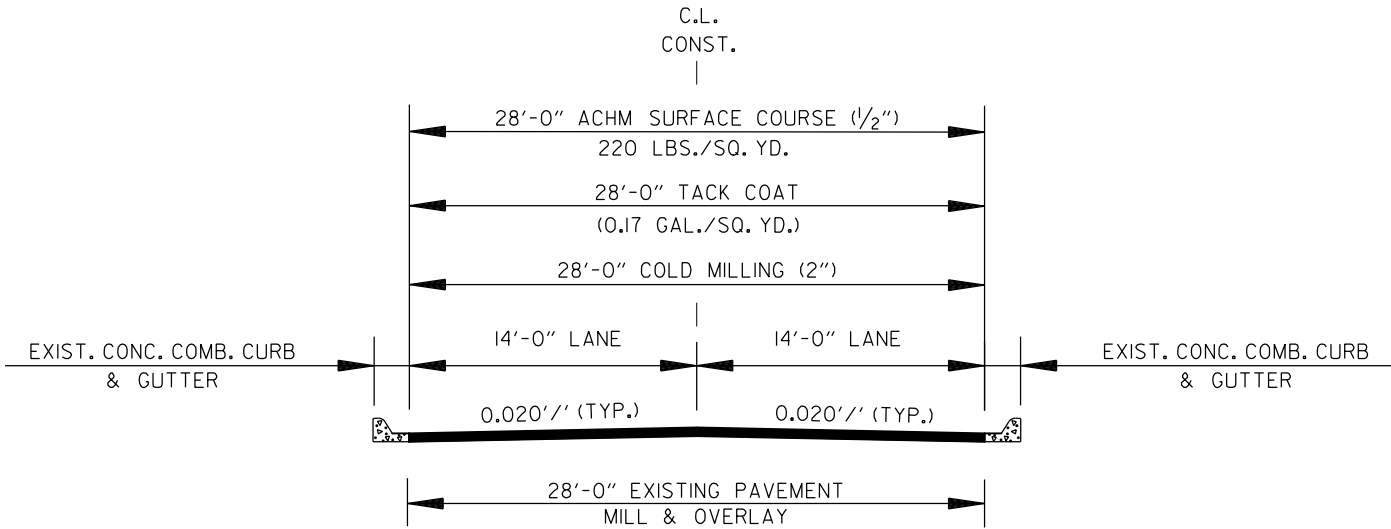 C.L.
CONST.
28'-0" ACHM SURFACE COURSE (1/2")
220 LBS./SQ. YD.
28'-0" TACK COAT
(0.17 GAL./SQ. YD.)
28'-0" COLD MILLING (2")
14'-0" LANE
14'-0" LANE
EXIST. CONC. COMB. CURB
& GUTTER
EXIST. CONC. COMB. CURB
& GUTTER
0.020'/' (TYP.)
0.020'/' (TYP.)
28'-0" EXISTING PAVEMENT
MILL & OVERLAY